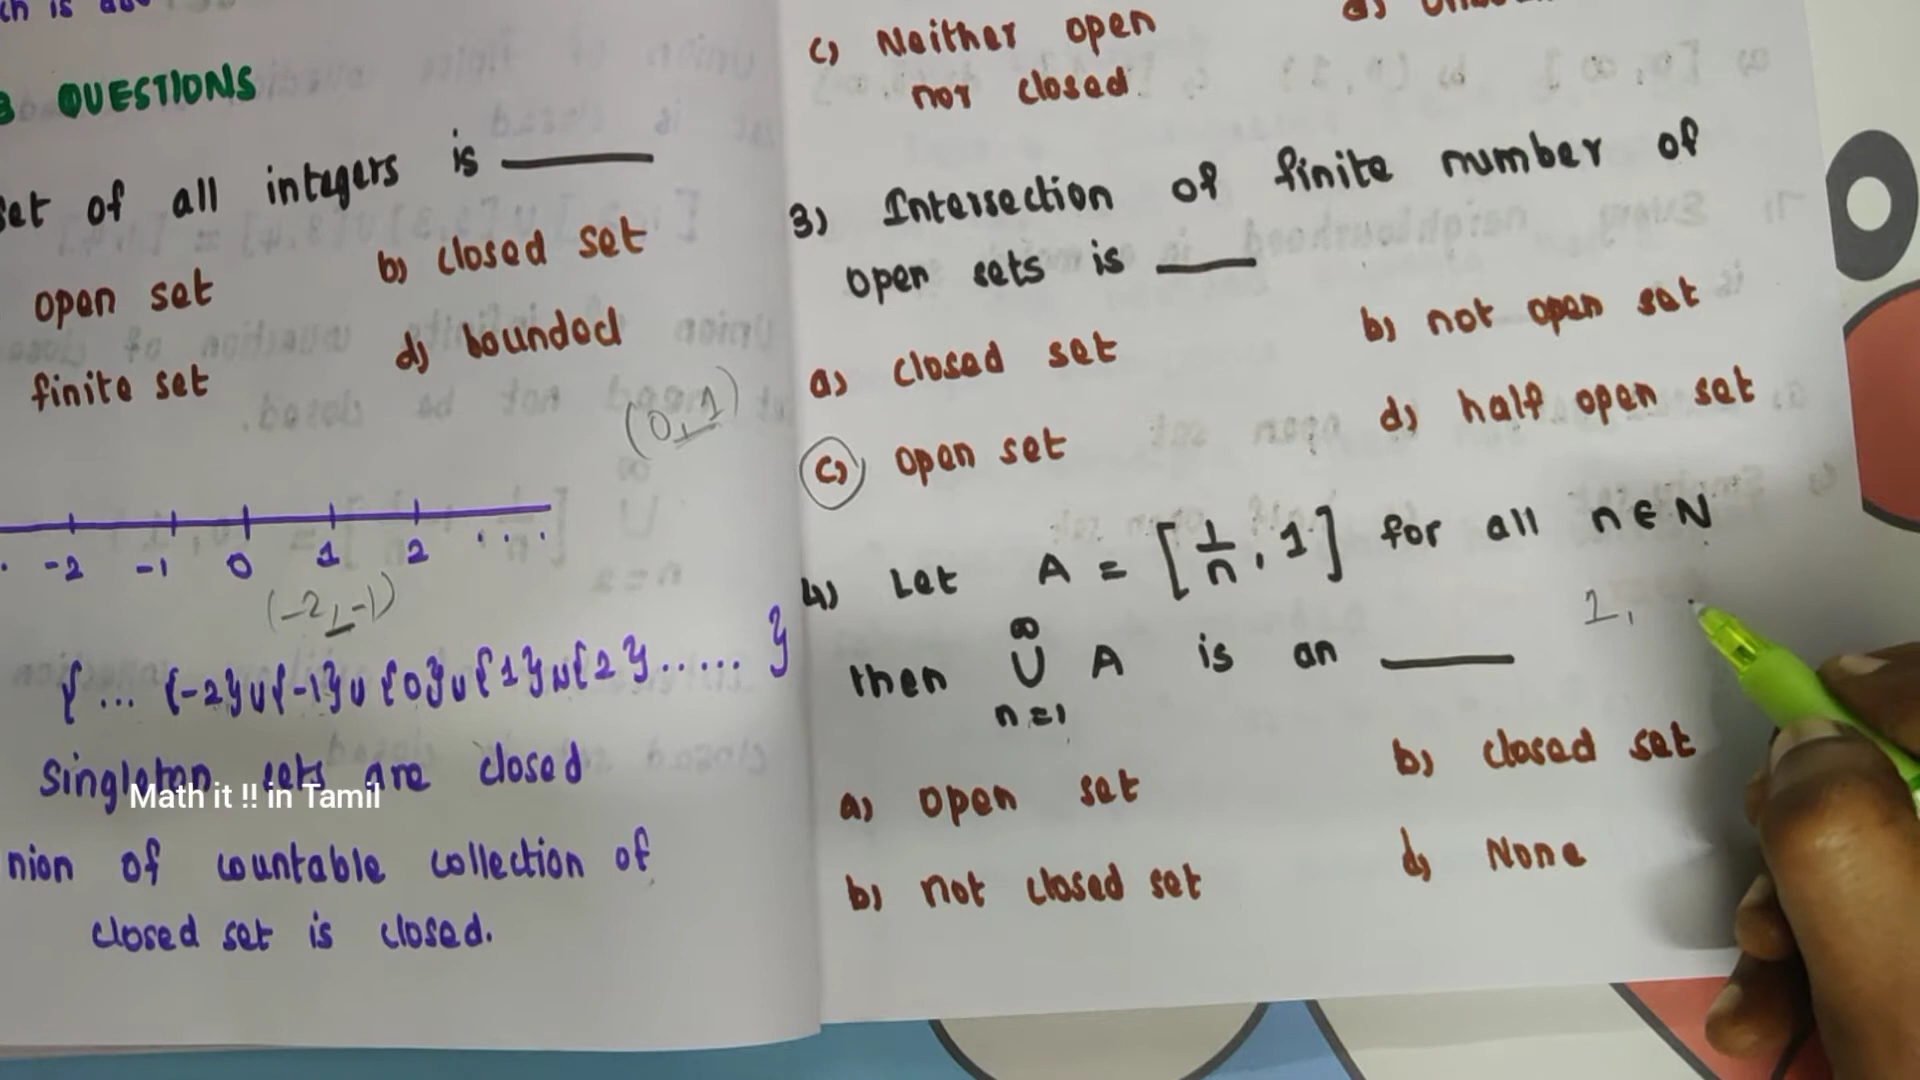 QUESTIONS
set of all integers is
open set
b) closed set
finite set
d) bounded
(0, 1)
-2 -1 0 1 2 ...
(-2, -1)
{... {-2}∪{-1}∪{0}∪{1}∪{2}...... }
Singleton sets are closed
Math it !! in Tamil
nion of countable collection of
closed set is closed.
c) Neither open
nor closed
3) Intersection of finite number of
open sets is
a) closed set
b) not open set
c) open set
d) half open set
4) Let A = [1/n, 1] for all n ∈ N
1,
then ∞ ∪ n=1 A is an
a) open set
b) closed set
b) not closed set
d) None